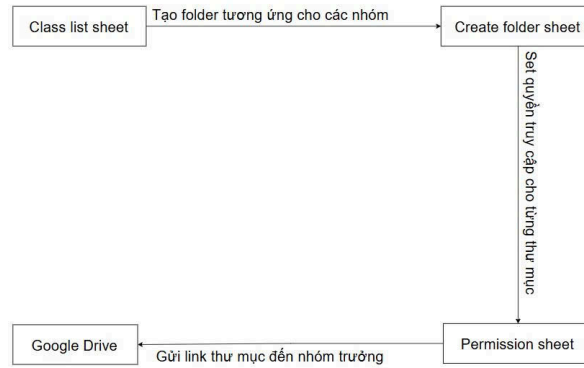 Class list sheet
Tạo folder tương ứng cho các nhóm
Create folder sheet
Set quyền truy cập cho từng thư mục
Google Drive
Gửi link thư mục đến nhóm trưởng
Permission sheet